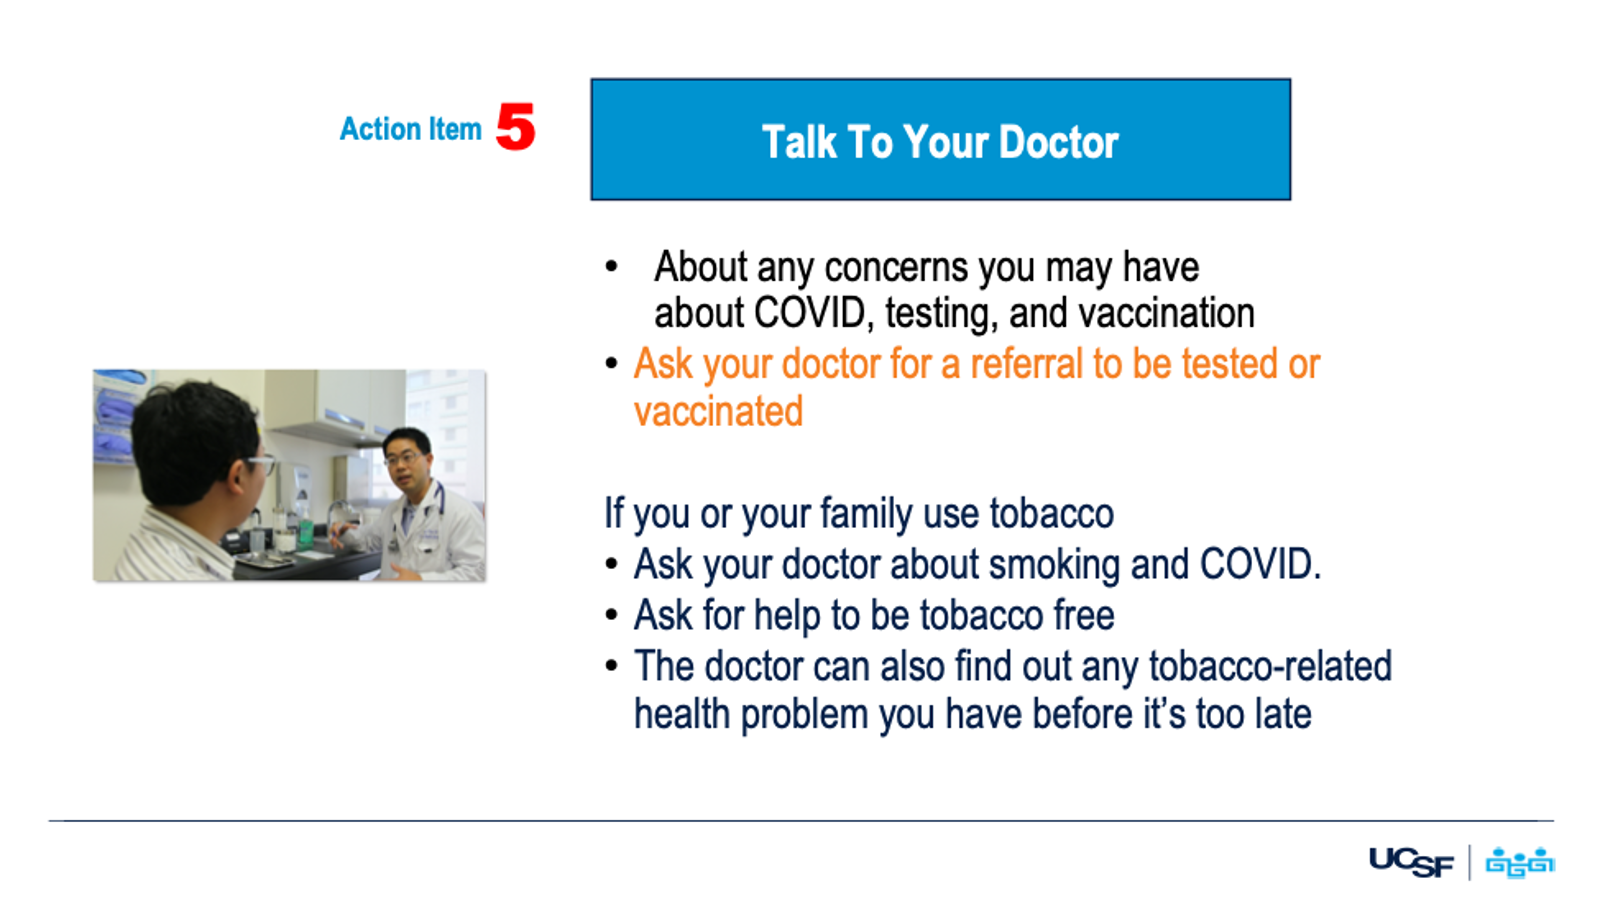 Action Item 5
Talk To Your Doctor
• About any concerns you may have
about COVID, testing, and vaccination
• Ask your doctor for a referral to be tested or
vaccinated
If you or your family use tobacco
• Ask your doctor about smoking and COVID.
• Ask for help to be tobacco free
• The doctor can also find out any tobacco-related
health problem you have before it’s too late
UCSF